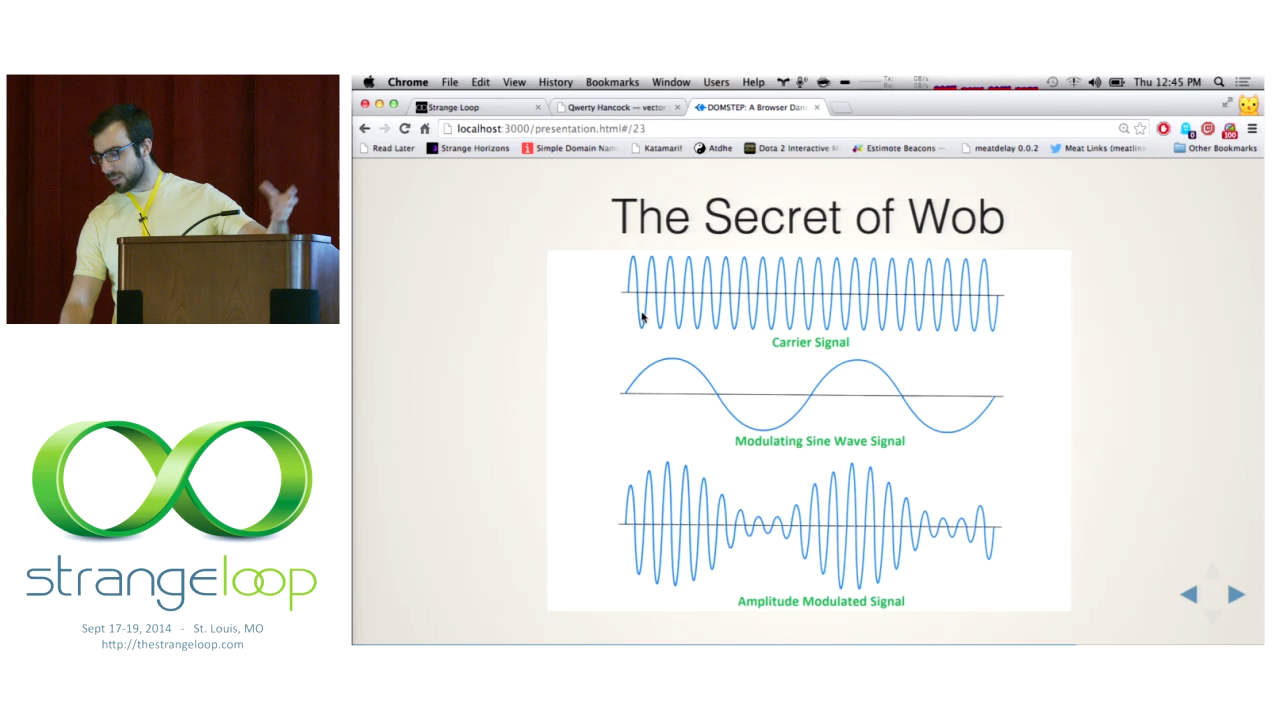 Chrome File Edit View History Bookmarks Window Users Help Thu 12:45 PM
Strange Loop × Qwerty Hancock — vector × DOMSTEP: A Browser Danc ×
localhost:3000/presentation.html#/23
Read Later Strange Horizons Simple Domain Nam Katamari! Atdhe Dota 2 Interactive M Estimote Beacons — meatdelay 0.0.2 Meat Links (meatlin Other Bookmarks
The Secret of Wob
Carrier Signal
Modulating Sine Wave Signal
Amplitude Modulated Signal
strangeloop
Sept 17-19, 2014 - St. Louis, MO
http://thestrangeloop.com